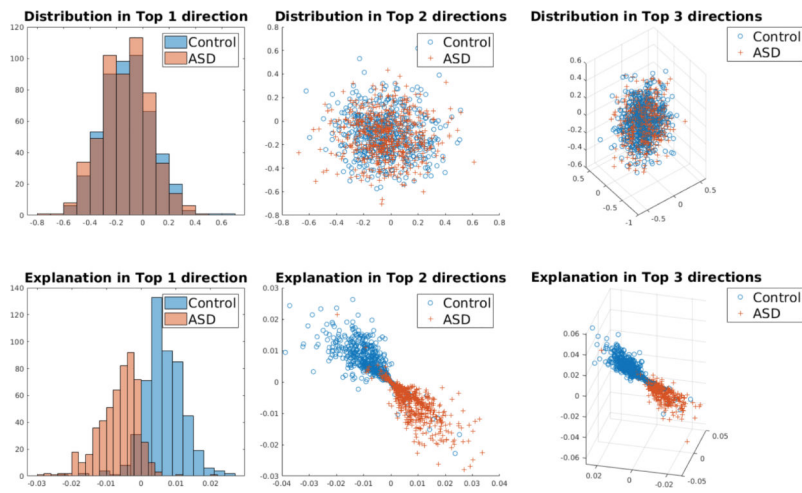 Distribution in Top 1 direction
Control
ASD
120
100
80
60
40
20
0
-0.8 -0.6 -0.4 -0.2 0 0.2 0.4 0.6
Distribution in Top 2 directions
Control
ASD
0.8
0.6
0.4
0.2
0
-0.2
-0.4
-0.6
-0.8
-0.8 -0.6 -0.4 -0.2 0 0.2 0.4 0.6 0.8
Distribution in Top 3 directions
Control
ASD
0.6
0.4
0.2
0
-0.2
-0.4
-0.6
0.5
0
-0.5
-1
-0.5
0
0.5
Explanation in Top 1 direction
Control
ASD
140
120
100
80
60
40
20
0
-0.03 -0.02 -0.01 0 0.01 0.02
Explanation in Top 2 directions
Control
ASD
0.03
0.02
0.01
0
-0.01
-0.02
-0.03
-0.04 -0.03 -0.02 -0.01 0 0.01 0.02 0.03 0.04
Explanation in Top 3 directions
Control
ASD
0.06
0.04
0.02
0
-0.02
-0.04
-0.06
0.02 0 -0.02
0.05
0
-0.05